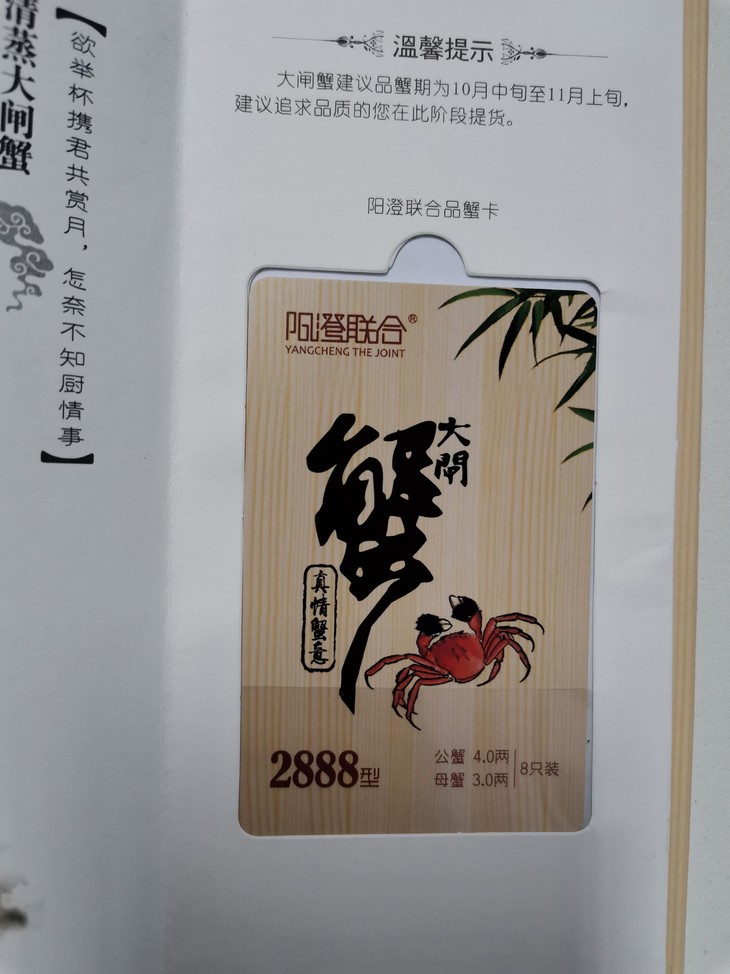 清蒸大闸蟹
【欲举杯携君共赏月，怎奈不知厨情事】
溫馨提示
大闸蟹建议品蟹期为10月中旬至11月上旬，
建议追求品质的您在此阶段提货。
阳澄联合品蟹卡
阳澄联合®
YANGCHENG THE JOINT
大閘
蟹
真情蟹意
2888型
公蟹 4.0两
母蟹 3.0两
8只装